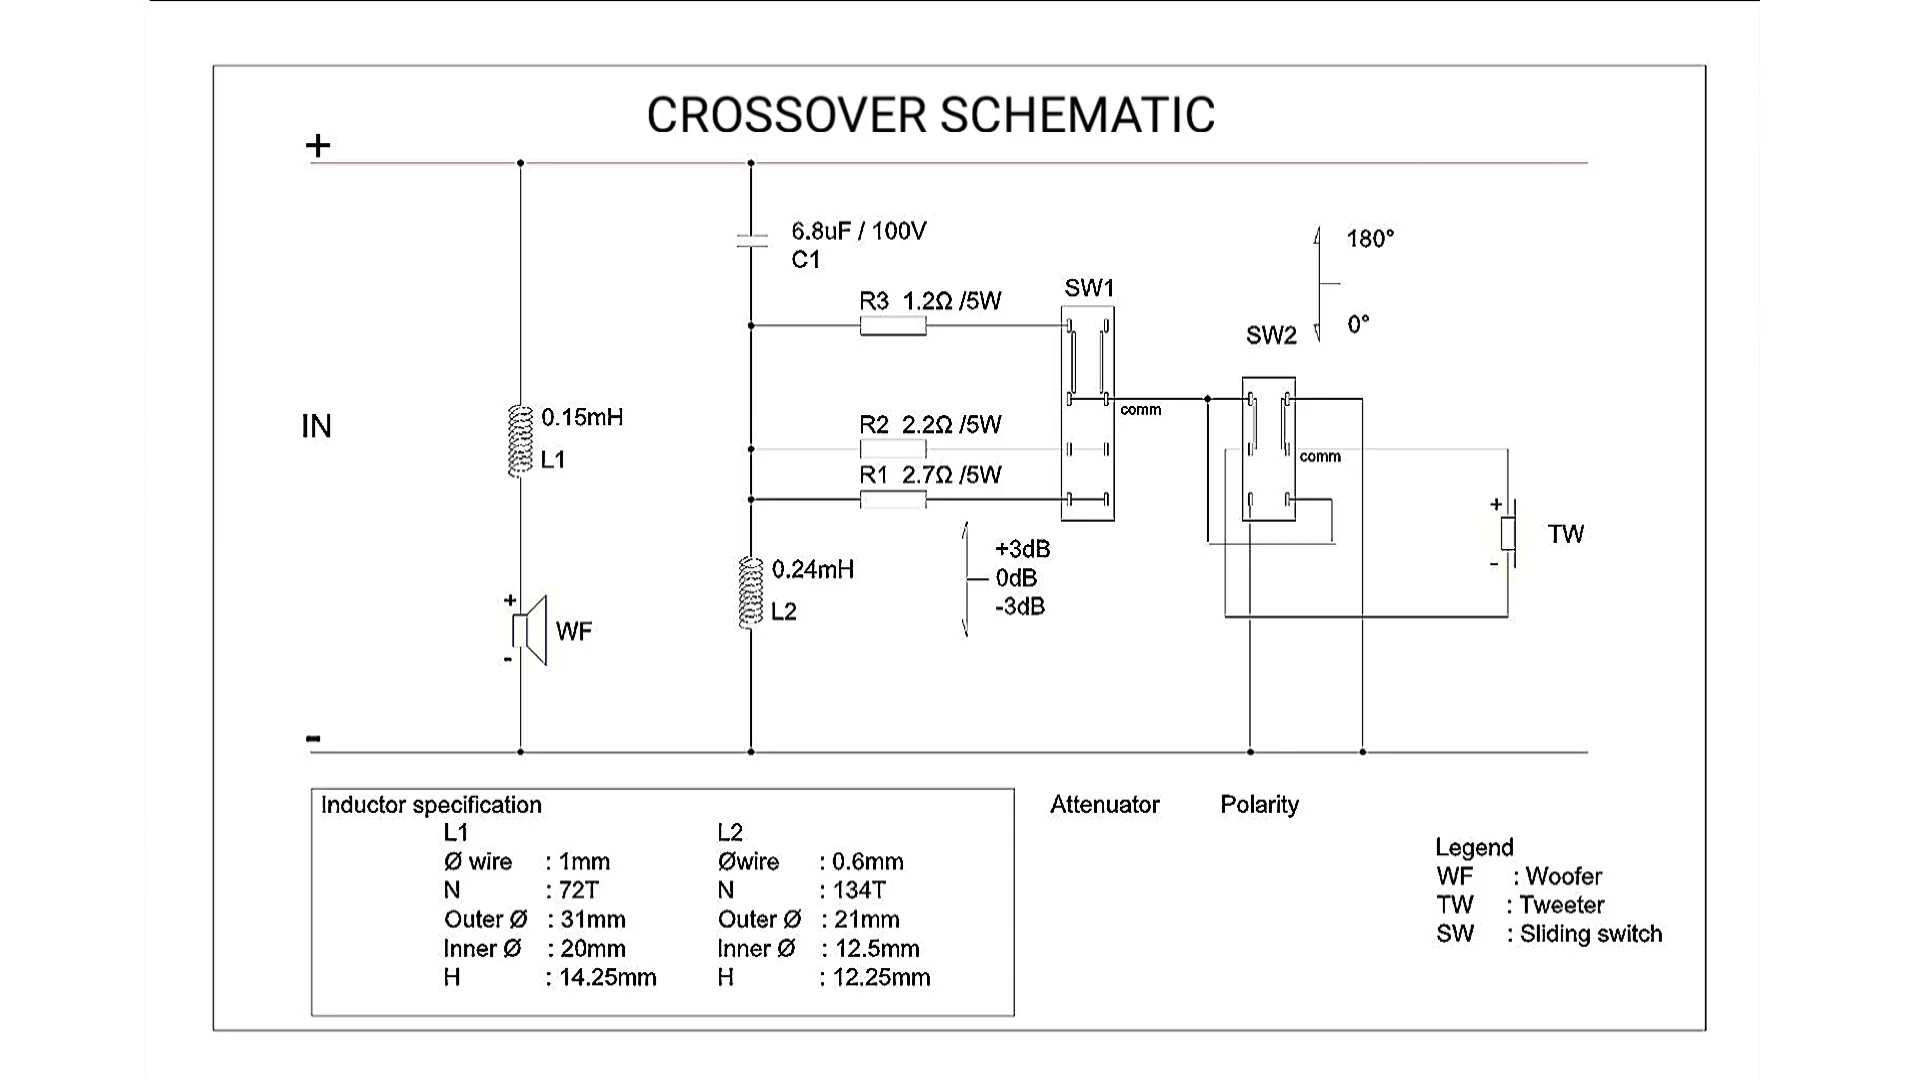 CROSSOVER SCHEMATIC
+
6.8uF / 100V
C1
180°
0°
R3 1.2Ω /5W
SW1
SW2
IN
0.15mH
L1
comm
R2 2.2Ω /5W
comm
R1 2.7Ω /5W
+
-
TW
+3dB
0dB
-3dB
0.24mH
L2
+
-
WF
-
Inductor specification
L1 L2
Ø wire : 1mm Øwire : 0.6mm
N : 72T N : 134T
Outer Ø : 31mm Outer Ø : 21mm
Inner Ø : 20mm Inner Ø : 12.5mm
H : 14.25mm H : 12.25mm
Attenuator Polarity
Legend
WF : Woofer
TW : Tweeter
SW : Sliding switch